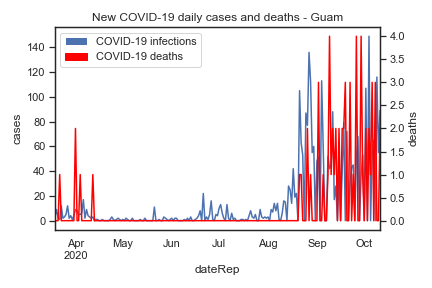 New COVID-19 daily cases and deaths - Guam
COVID-19 infections
COVID-19 deaths
cases
140
120
100
80
60
40
20
0
deaths
4.0
3.5
3.0
2.5
2.0
1.5
1.0
0.5
0.0
Apr May Jun Jul Aug Sep Oct
2020
dateRep